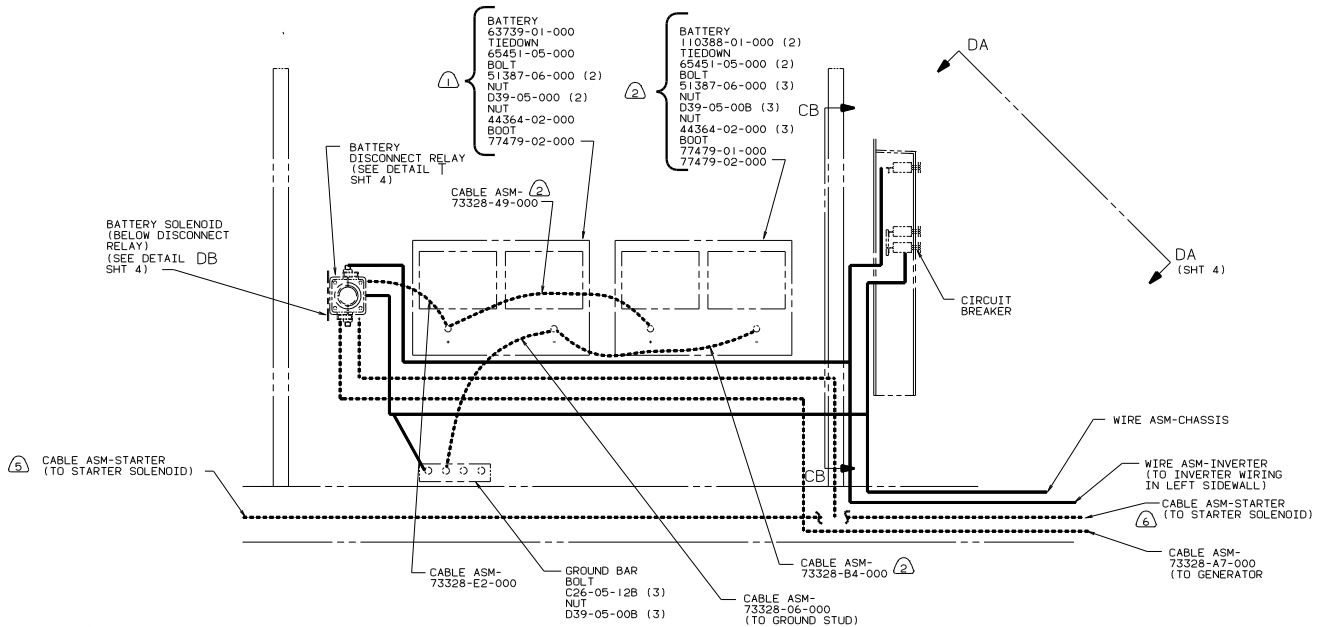 BATTERY
63739-01-000
TIEDOWN
65451-05-000
BOLT
51387-06-000 (2)
NUT
D39-05-000 (2)
NUT
44364-02-000
BOOT
77479-02-000
1
BATTERY
110388-01-000 (2)
TIEDOWN
65451-05-000 (2)
BOLT
51387-06-000 (3)
NUT
D39-05-00B (3)
NUT
44364-02-000 (3)
BOOT
77479-01-000
77479-02-000
2
DA
CB
BATTERY
DISCONNECT RELAY
(SEE DETAIL T
SHT 4)
CABLE ASM- 2
73328-49-000
BATTERY SOLENOID
(BELOW DISCONNECT
RELAY)
(SEE DETAIL DB
SHT 4)
DA
(SHT 4)
CIRCUIT
BREAKER
+
-
+
-
WIRE ASM-CHASSIS
5 CABLE ASM-STARTER
(TO STARTER SOLENOID)
CB
WIRE ASM-INVERTER
(TO INVERTER WIRING
IN LEFT SIDEWALL)
CABLE ASM-STARTER
(TO STARTER SOLENOID)
6
CABLE ASM-
73328-A7-000
(TO GENERATOR
CABLE ASM-
73328-E2-000
GROUND BAR
BOLT
C26-05-12B (3)
NUT
D39-05-00B (3)
CABLE ASM-
73328-B4-000 2
CABLE ASM-
73328-06-000
(TO GROUND STUD)